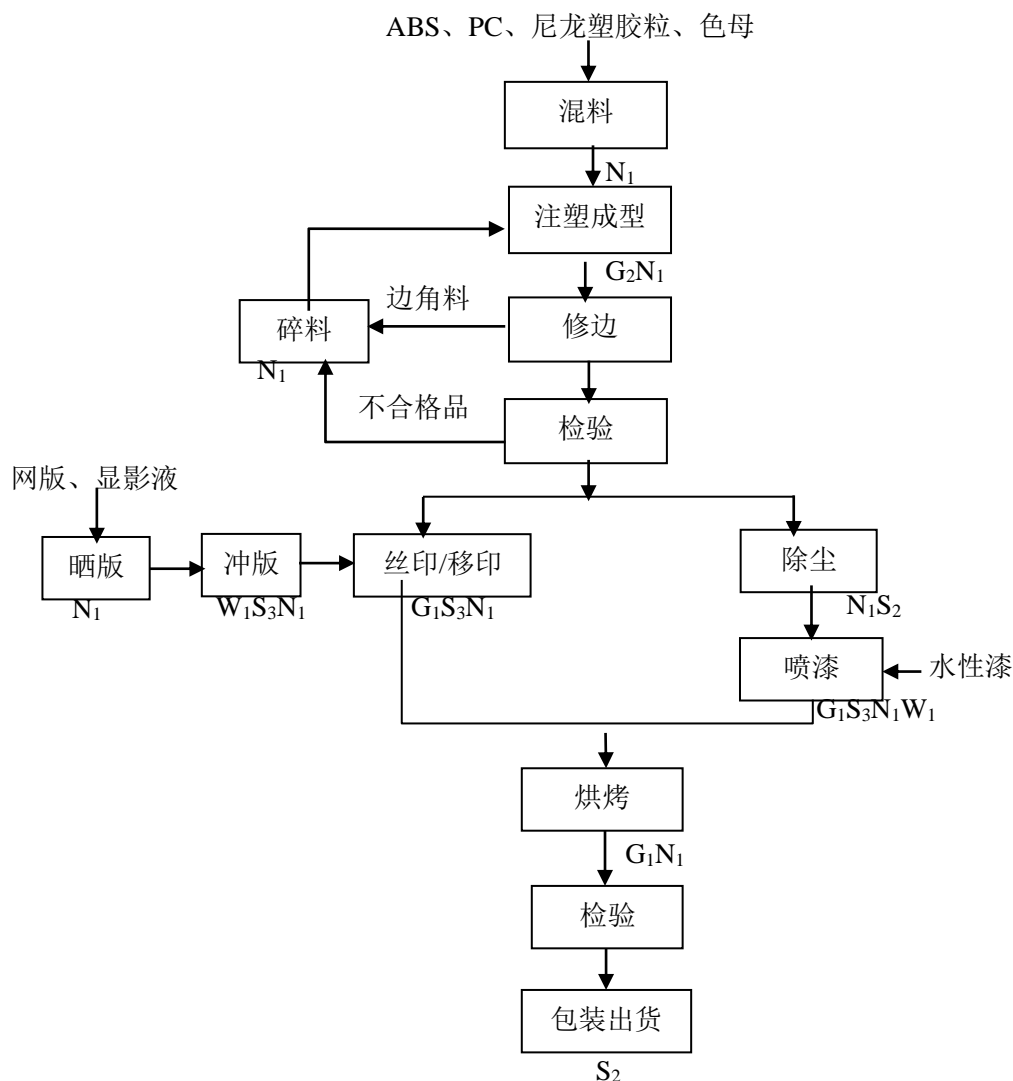 ABS、PC、尼龙塑胶粒、色母
混料
N₁
注塑成型
G₂N₁
边角料
碎料
修边
N₁
不合格品
检验
网版、显影液
晒版
冲版
丝印/移印
除尘
N₁
W₁S₃N₁
G₁S₃N₁
N₁S₂
喷漆
水性漆
G₁S₃N₁W₁
烘烤
G₁N₁
检验
包装出货
S₂